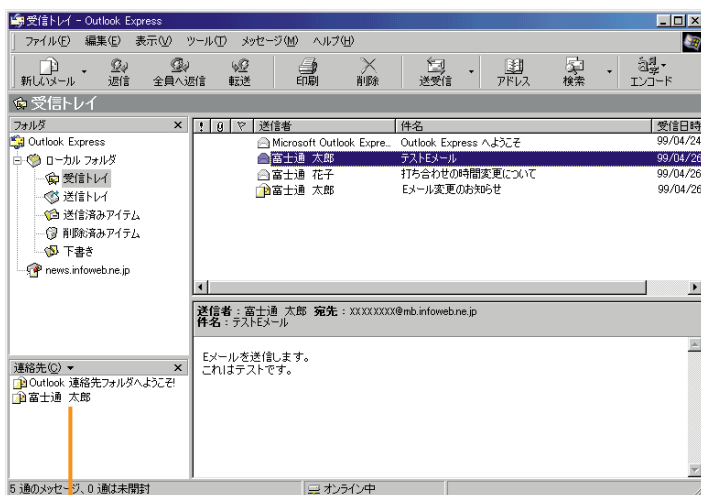 受信トレイ - Outlook Express
ファイル(F) 編集(E) 表示(V) ツール(T) メッセージ(M) ヘルプ(H)
新しいメール 返信 全員へ返信 転送 印刷 削除 送受信 アドレス 検索 エンコード
受信トレイ
フォルダ
Outlook Express
ローカル フォルダ
受信トレイ
送信トレイ
送信済みアイテム
削除済みアイテム
下書き
news.infoweb.ne.jp
! 送信者 件名 受信日時
Microsoft Outlook Expre... Outlook Express へようこそ 99/04/24
富士通 太郎 テストEメール 99/04/26
富士通 花子 打ち合わせの時間変更について 99/04/26
富士通 太郎 Eメール変更のお知らせ 99/04/26
送信者：富士通 太郎 宛先：XXXXXXXX@mb.infoweb.ne.jp
件名：テストEメール
Eメールを送信します。
これはテストです。
連絡先(C)
Outlook 連絡先フォルダへようこそ!
富士通 太郎
5 通のメッセージ、0 通は未開封 オンライン中